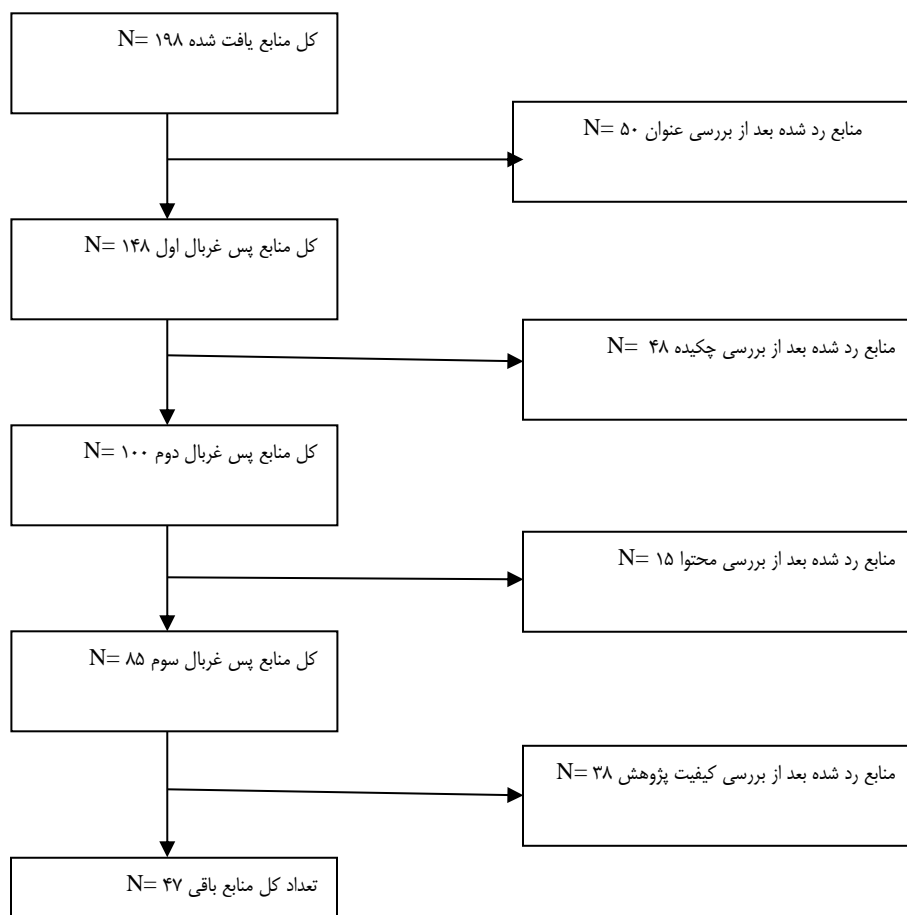 کل منابع یافت شده N= ۱۹۸
منابع رد شده بعد از بررسی عنوان N= ۵۰
کل منابع پس غربال اول N= ۱۴۸
منابع رد شده بعد از بررسی چکیده N= ۴۸
کل منابع پس غربال دوم N= ۱۰۰
منابع رد شده بعد از بررسی محتوا N= ۱۵
کل منابع پس غربال سوم N= ۸۵
منابع رد شده بعد از بررسی کیفیت پژوهش N= ۳۸
تعداد کل منابع باقی N= ۴۷